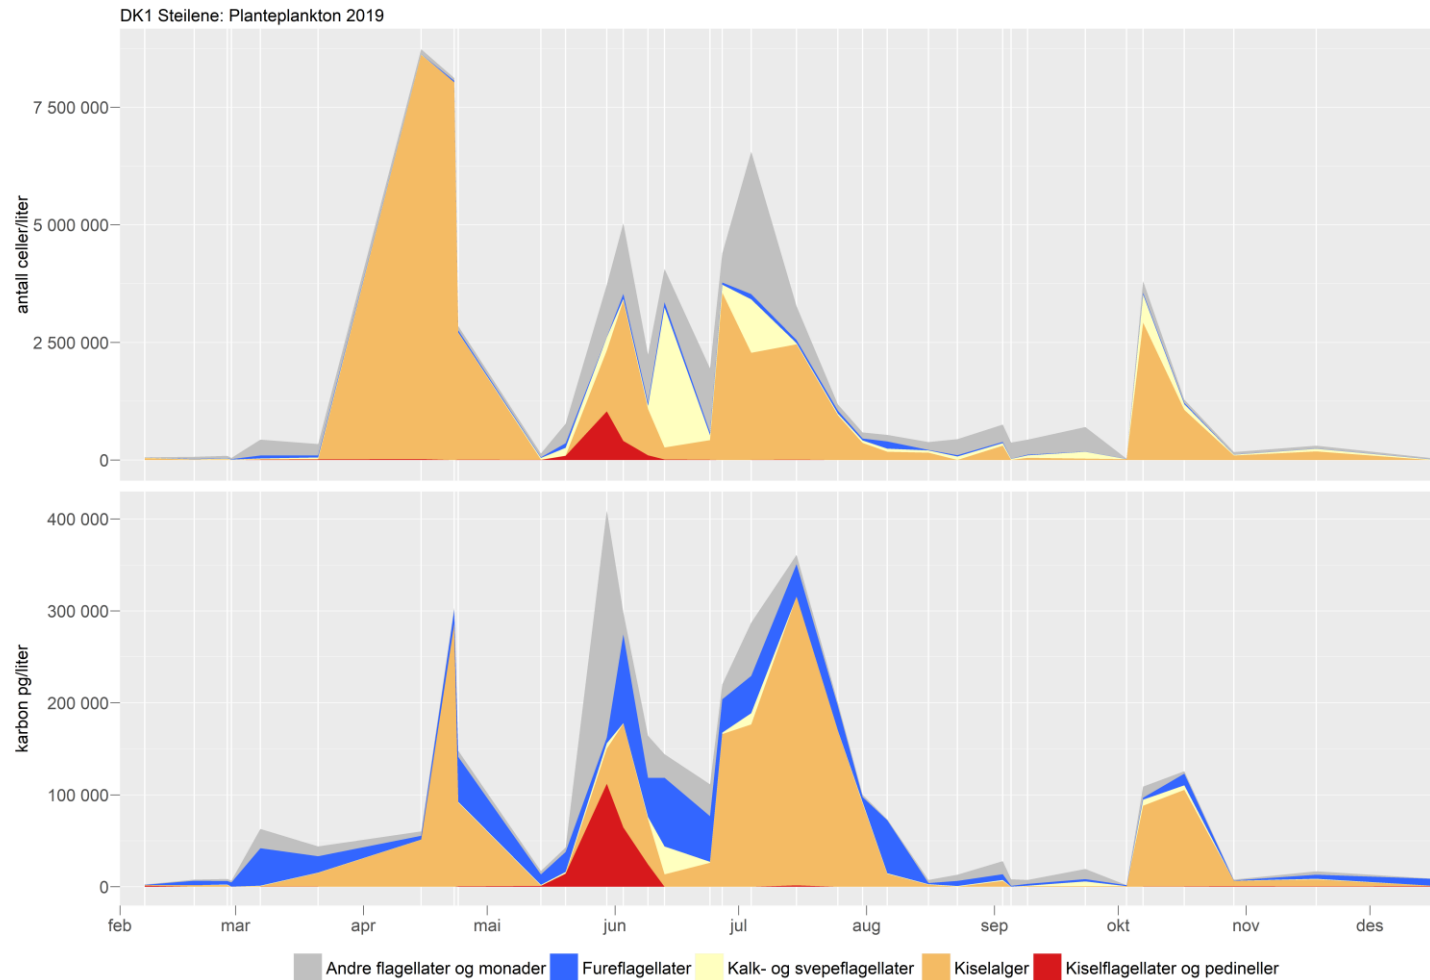 DK1 Steilene: Planteplankton 2019
antall celler/liter
7 500 000
5 000 000
2 500 000
0
karbon pg/liter
400 000
300 000
200 000
100 000
0
feb mar apr mai jun jul aug sep okt nov des
Andre flagellater og monader Fureflagellater Kalk- og svepeflagellater Kiselalger Kiselflagellater og pedineller